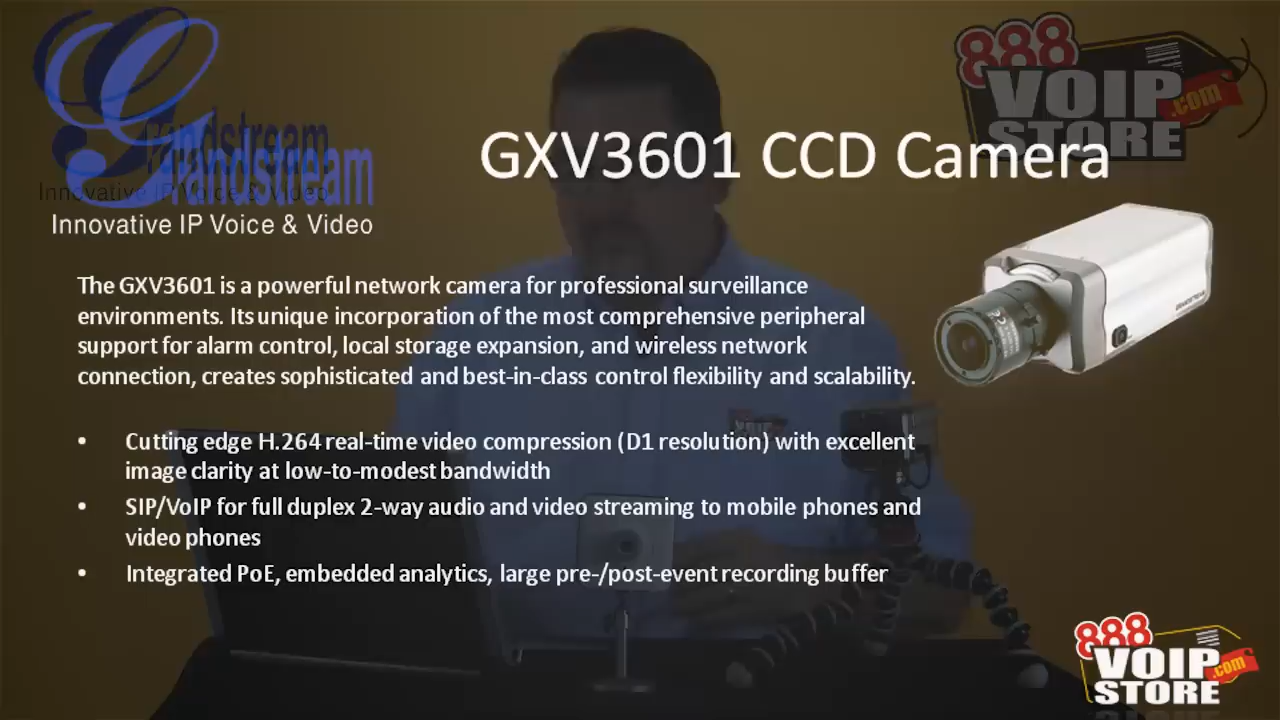 888
VOIP
.com
STORE
Grandstream
Grandstream
Innovative IP Voice & Video
Innovative IP Voice & Video
GXV3601 CCD Camera
The GXV3601 is a powerful network camera for professional surveillance
environments. Its unique incorporation of the most comprehensive peripheral
support for alarm control, local storage expansion, and wireless network
connection, creates sophisticated and best-in-class control flexibility and scalability.
• Cutting edge H.264 real-time video compression (D1 resolution) with excellent
image clarity at low-to-modest bandwidth
• SIP/VoIP for full duplex 2-way audio and video streaming to mobile phones and
video phones
• Integrated PoE, embedded analytics, large pre-/post-event recording buffer
888
VOIP
.com
STORE